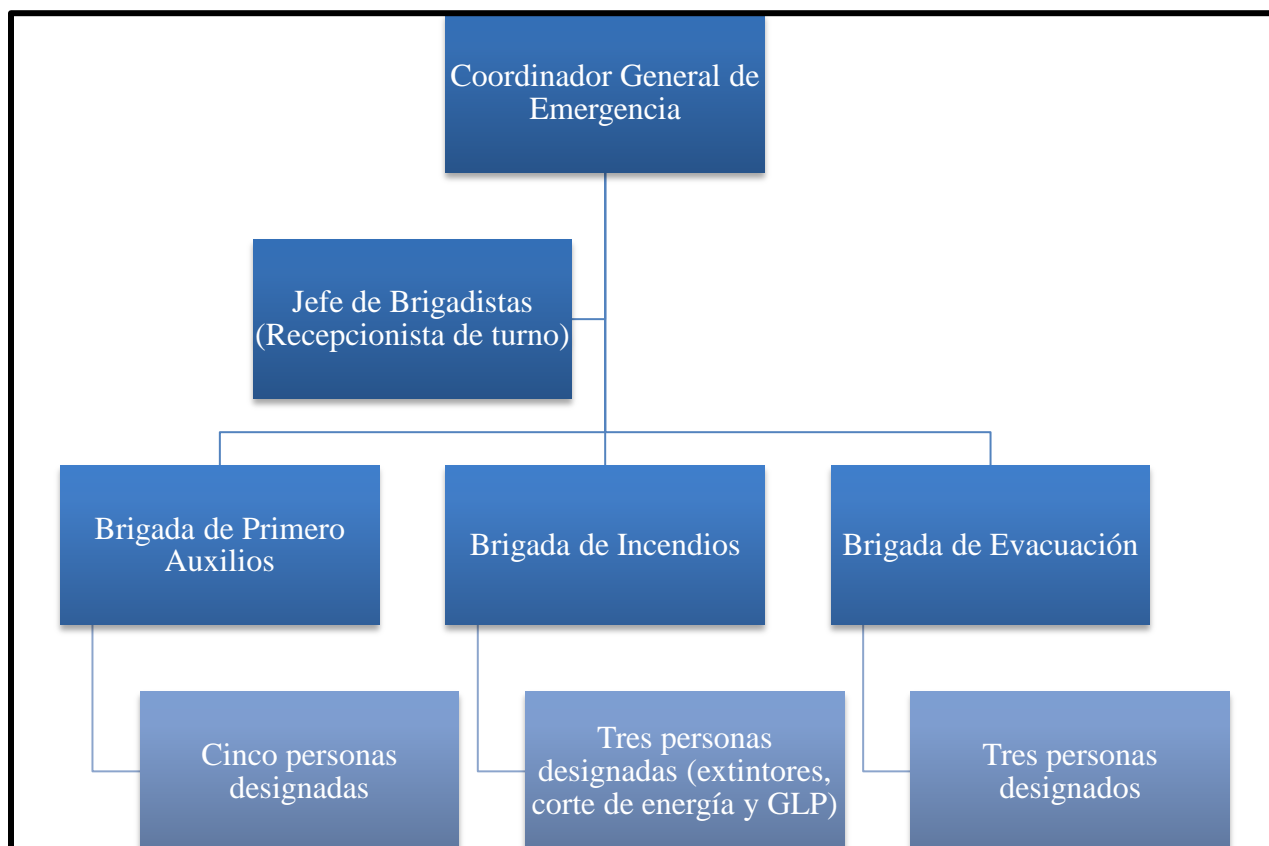 Coordinador General de
Emergencia
Jefe de Brigadistas
(Recepcionista de turno)
Brigada de Primero
Auxilios
Brigada de Incendios
Brigada de Evacuación
Cinco personas
designadas
Tres personas
designadas (extintores,
corte de energía y GLP)
Tres personas
designados